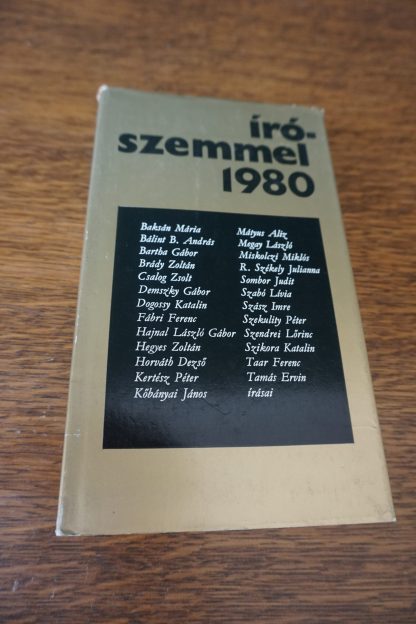 író-
szemmel
1980
Baksán Mária
Bálint B. András
Bartha Gábor
Brády Zoltán
Csalog Zsolt
Demszky Gábor
Dogossy Katalin
Fábri Ferenc
Hajnal László Gábor
Hegyes Zoltán
Horváth Dezső
Kertész Péter
Kőbányai János
Mátyus Aliz
Megay László
Miskolczi Miklós
R. Székely Julianna
Sombor Judit
Szabó Lívia
Szász Imre
Szekulity Péter
Szendrei Lőrinc
Szikora Katalin
Taar Ferenc
Tamás Ervin
írásai